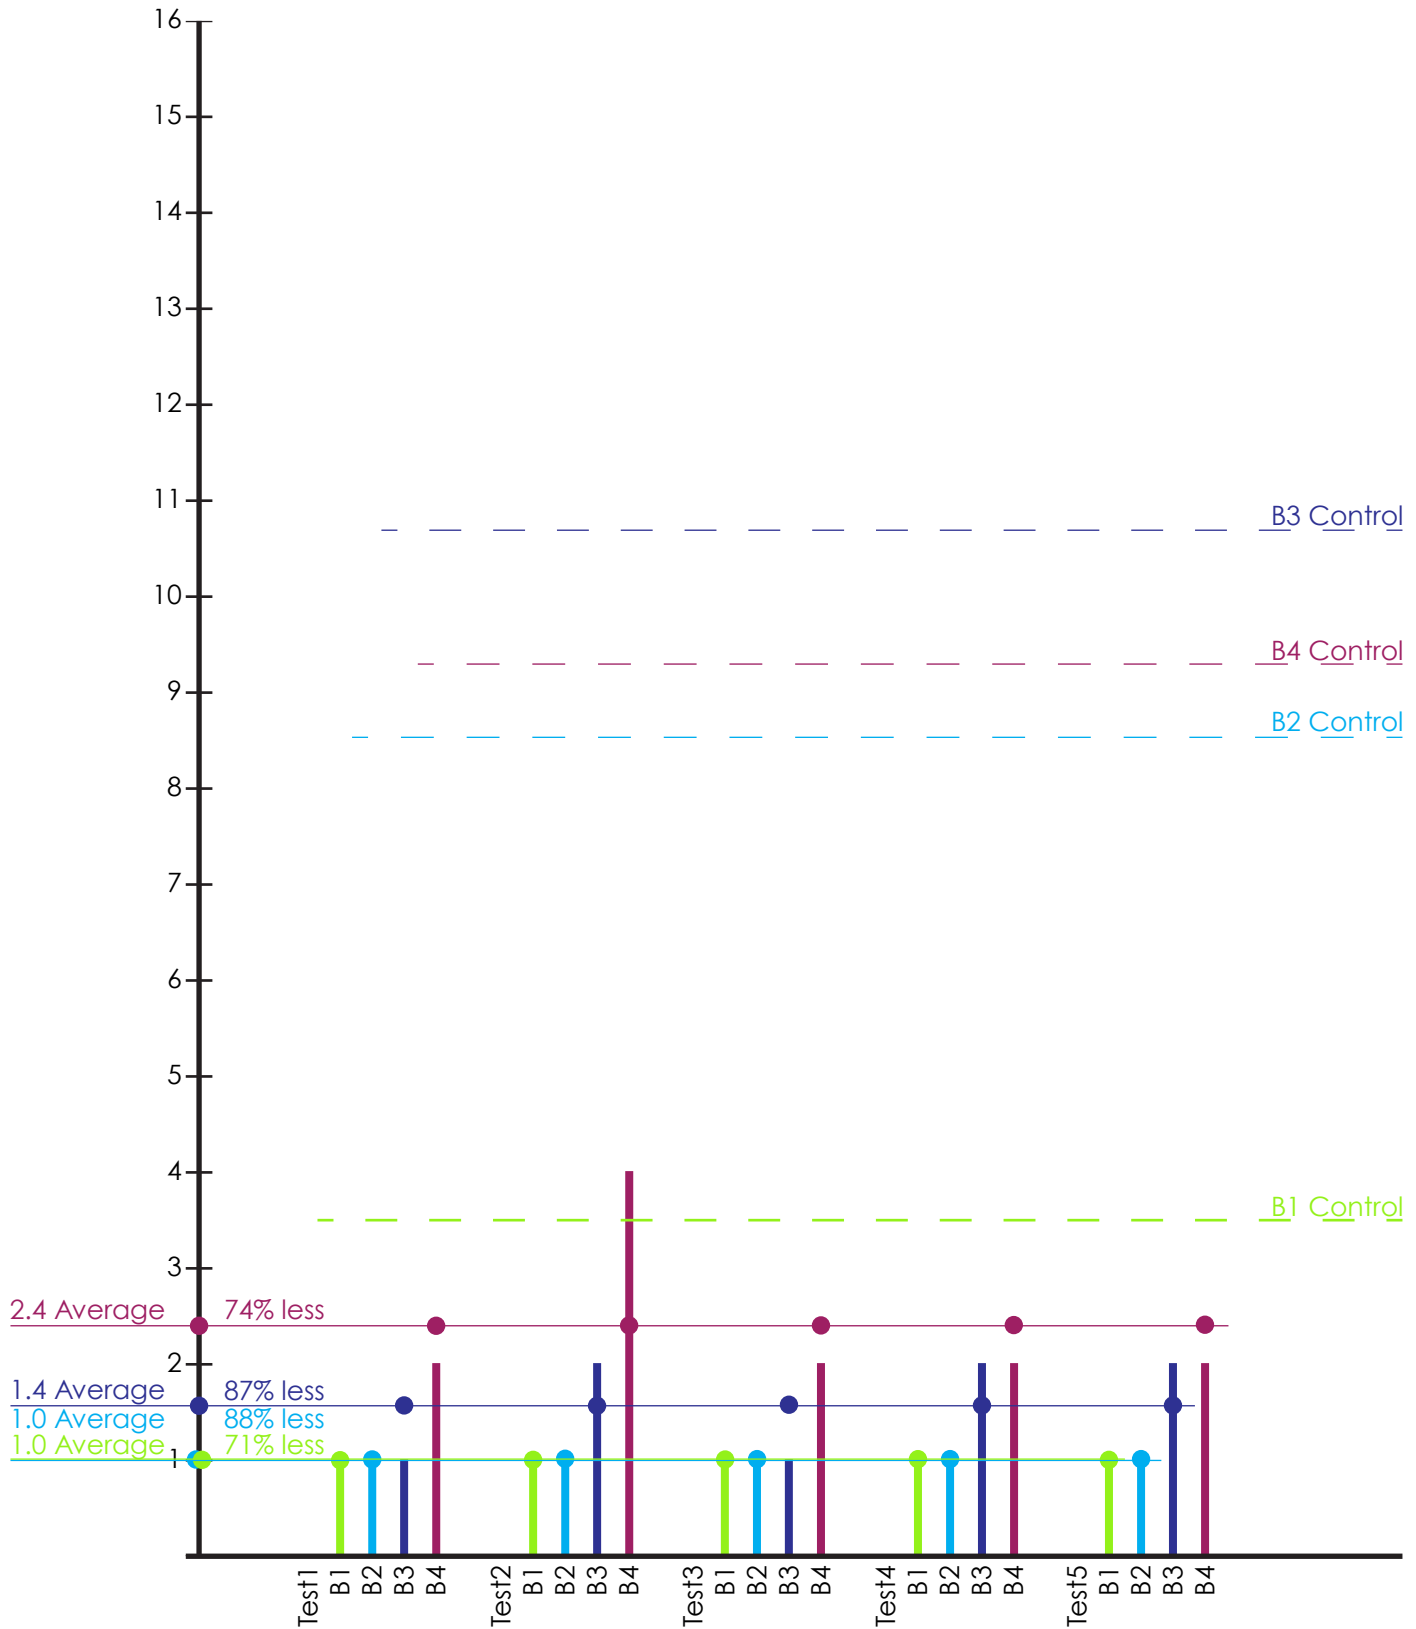 16
15
14
13
12
11
B3 Control
10
B4 Control
9
B2 Control
8
7
6
5
4
B1 Control
3
2.4 Average 74% less
2
1.4 Average 87% less
1.0 Average 88% less
1.0 Average 71% less
1
Test1 B1 B2 B3 B4 Test2 B1 B2 B3 B4 Test3 B1 B2 B3 B4 Test4 B1 B2 B3 B4 Test5 B1 B2 B3 B4